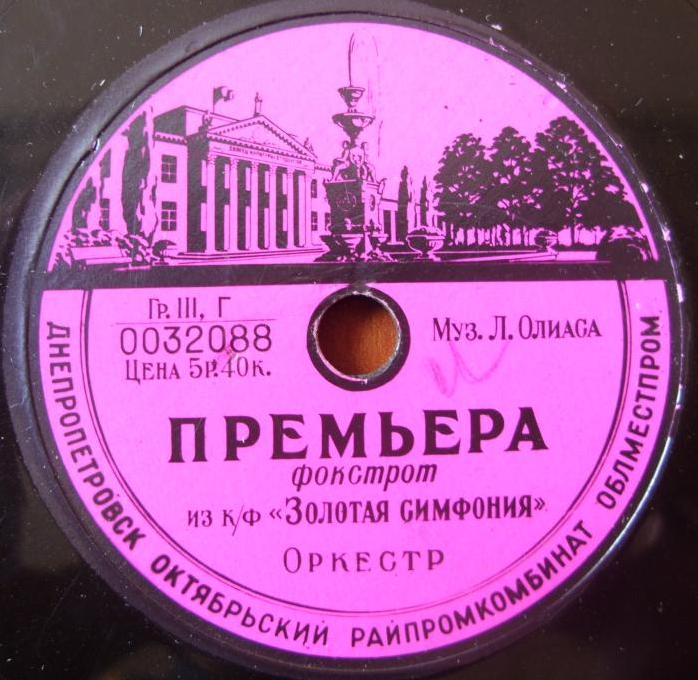 Гр. III, Г
0032088
Цена 5р.40к.
Муз. Л. Олиаса
ПРЕМЬЕРА
фокстрот
из к/ф «Золотая симфония»
Оркестр
ДНЕПРОПЕТРОВСК ОКТЯБРЬСКИЙ РАЙПРОМКОМБИНАТ ОБЛМЕСТПРОМ